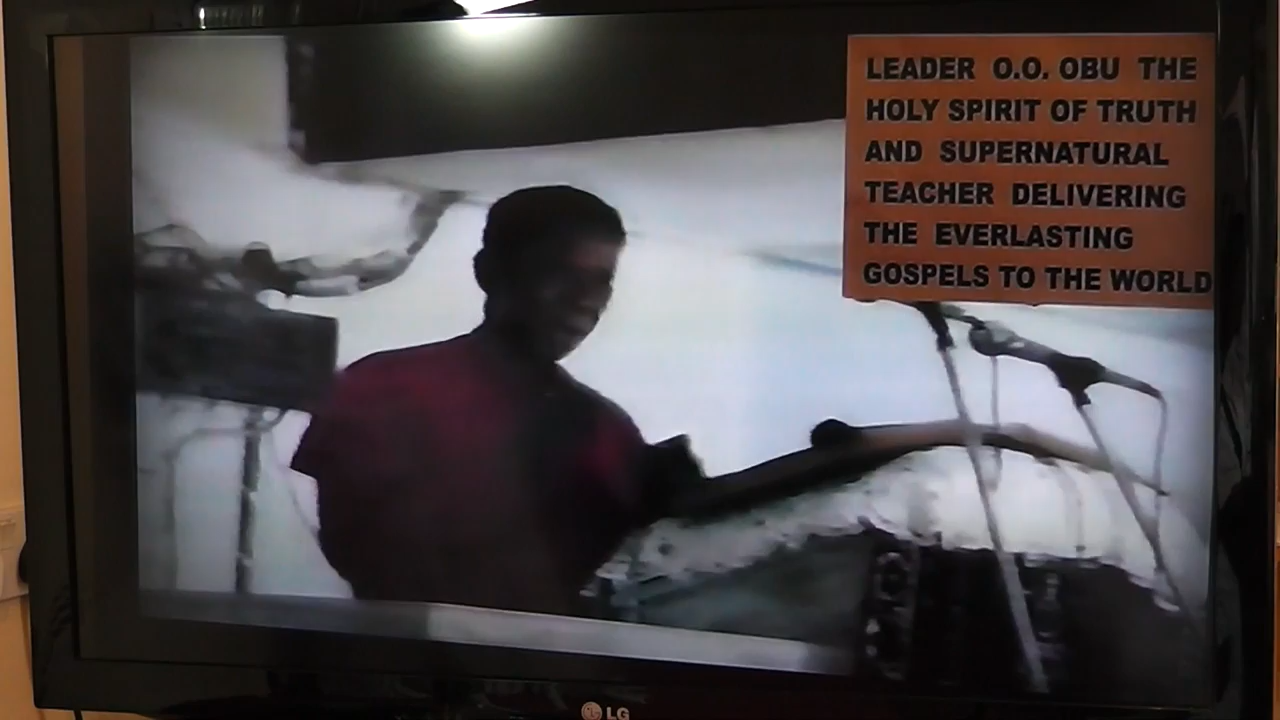 LEADER O.O. OBU THE
HOLY SPIRIT OF TRUTH
AND SUPERNATURAL
TEACHER DELIVERING
THE EVERLASTING
GOSPELS TO THE WORLD
LG